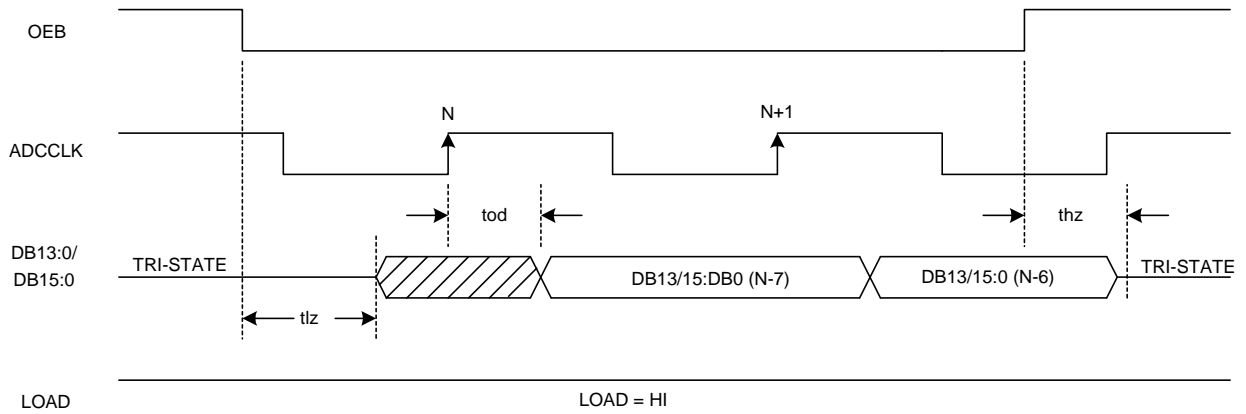 OEB
N
N+1
ADCCLK
tod
thz
DB13:0/
DB15:0
TRI-STATE
DB13/15:DB0 (N-7)
DB13/15:0 (N-6)
TRI-STATE
tlz
LOAD
LOAD = HI